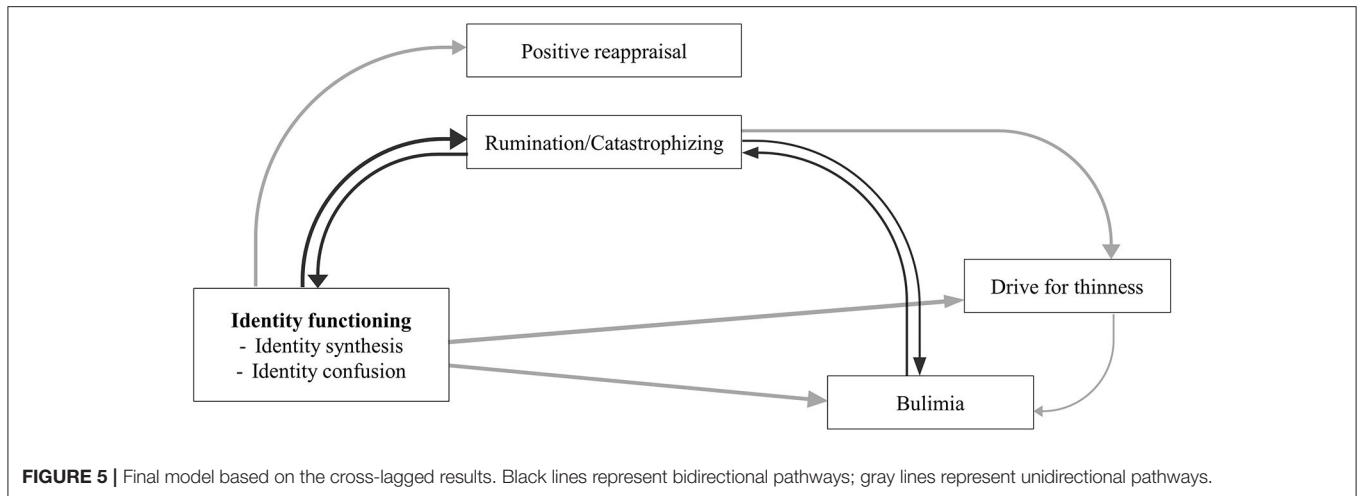 Positive reappraisal
Rumination/Catastrophizing
Drive for thinness
Identity functioning
- Identity synthesis
- Identity confusion
Bulimia
FIGURE 5 | Final model based on the cross-lagged results. Black lines represent bidirectional pathways; gray lines represent unidirectional pathways.